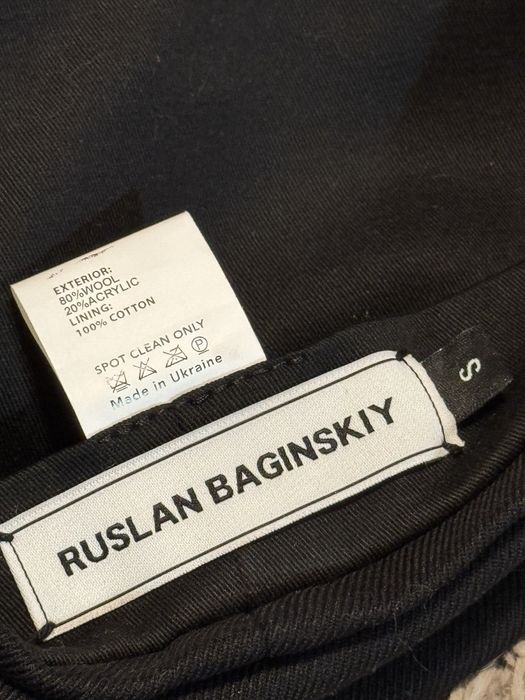 EXTERIOR:
80%WOOL
20%ACRYLIC
LINING:
100% COTTON
SPOT CLEAN ONLY
P
Made in Ukraine
S
RUSLAN BAGINSKIY